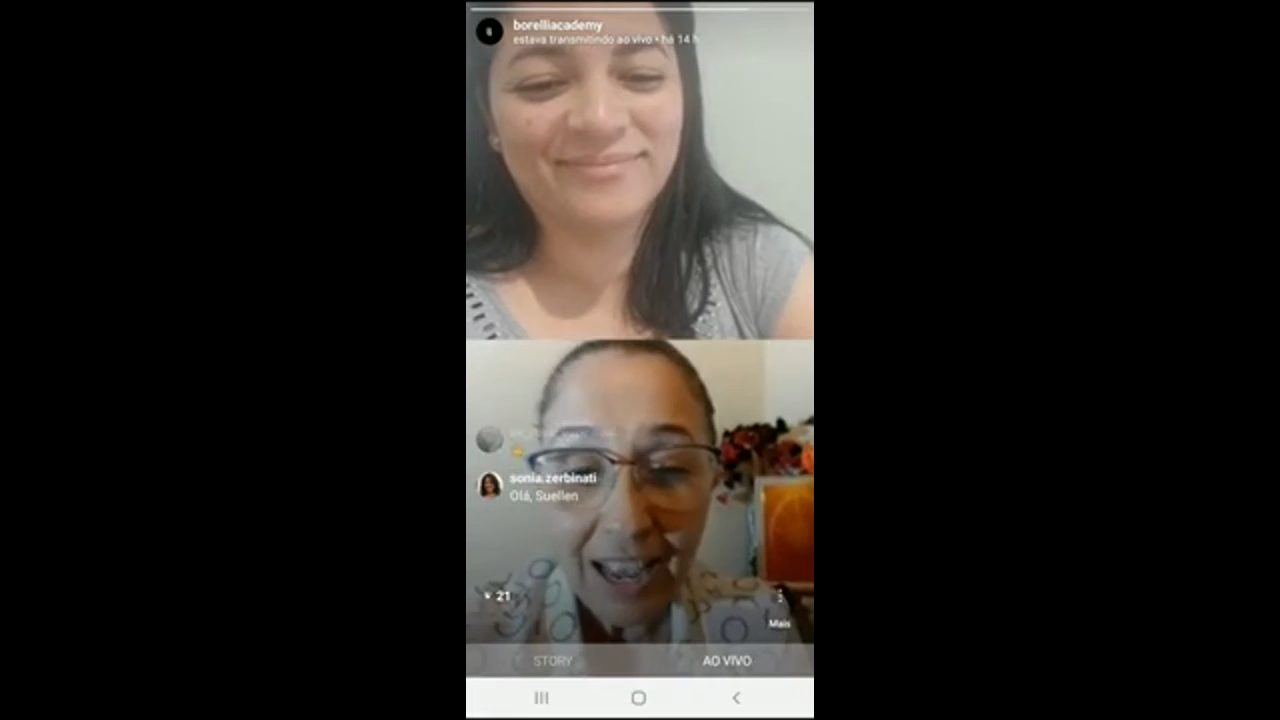 borelliacademy
estava transmitindo ao vivo • há 14 h
sonia.zerbinati
Olá, Suellen
21
Mais
STORY
AO VIVO